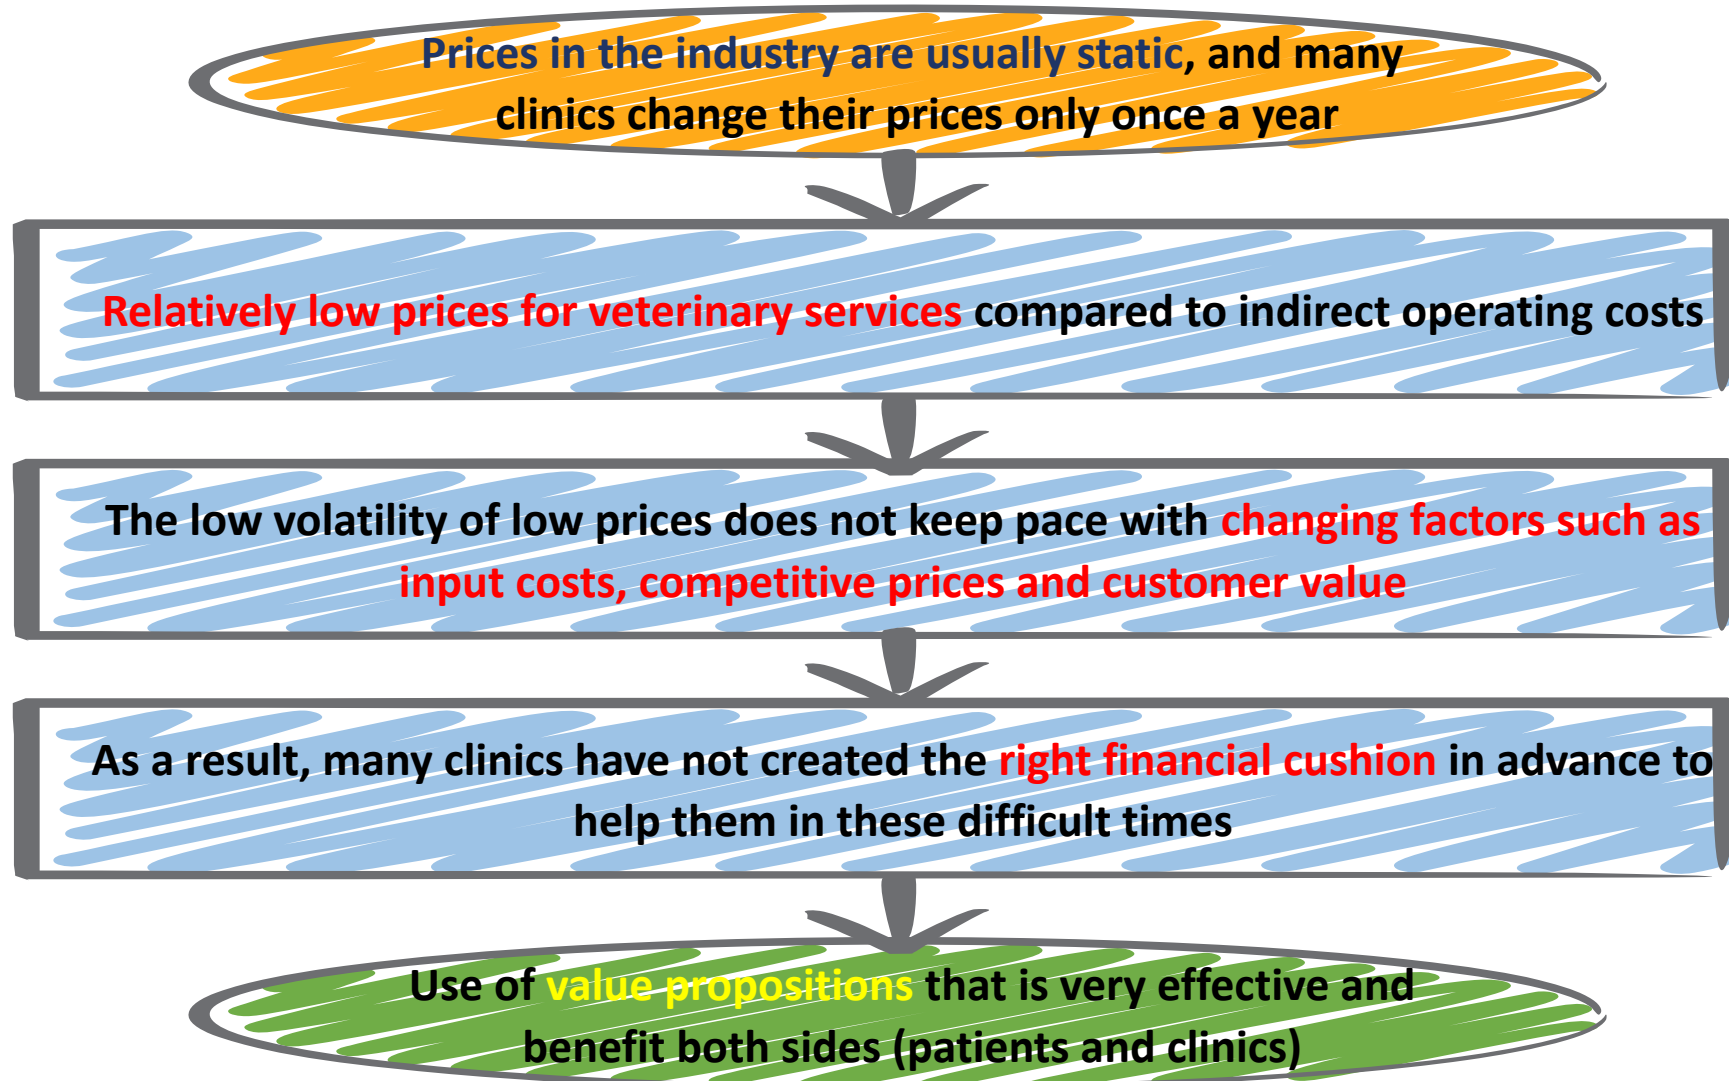 Prices in the industry are usually static, and many
clinics change their prices only once a year
Relatively low prices for veterinary services compared to indirect operating costs
The low volatility of low prices does not keep pace with changing factors such as
input costs, competitive prices and customer value
As a result, many clinics have not created the right financial cushion in advance to
help them in these difficult times
Use of value propositions that is very effective and
benefit both sides (patients and clinics)